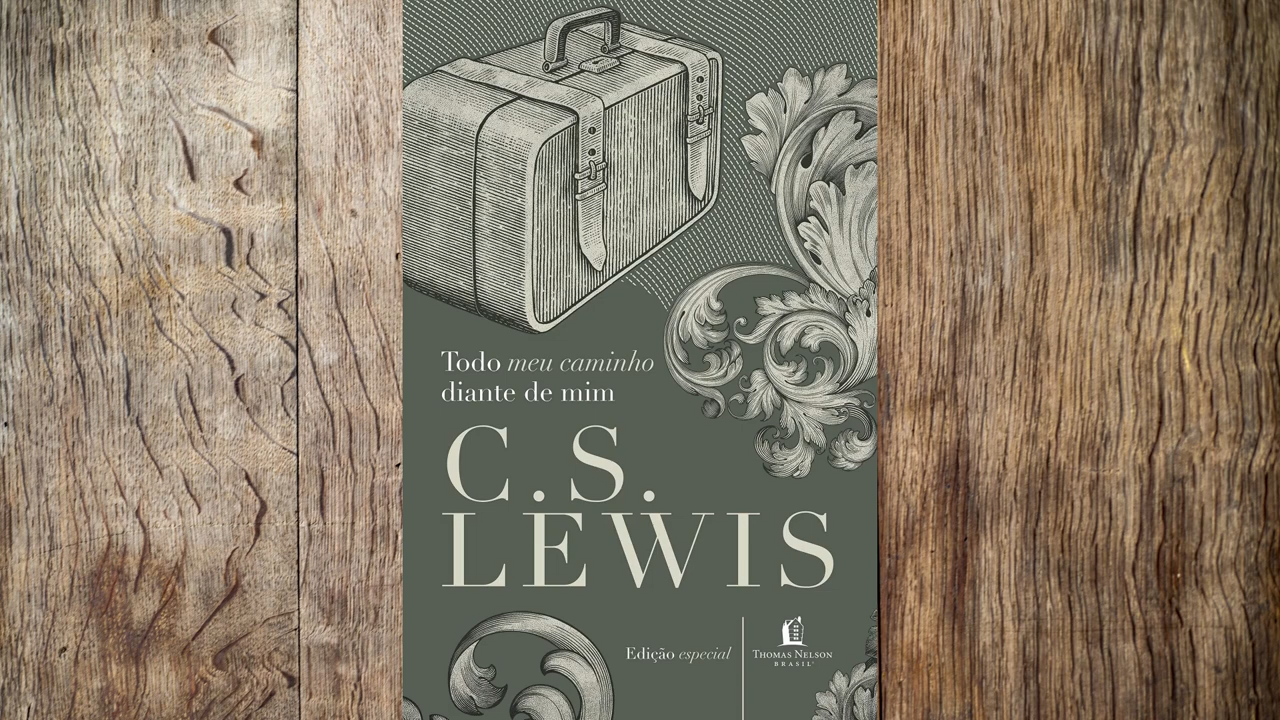 Todo meu caminho
diante de mim
C.S.
LEWIS
Edição especial
THOMAS NELSON
BRASIL